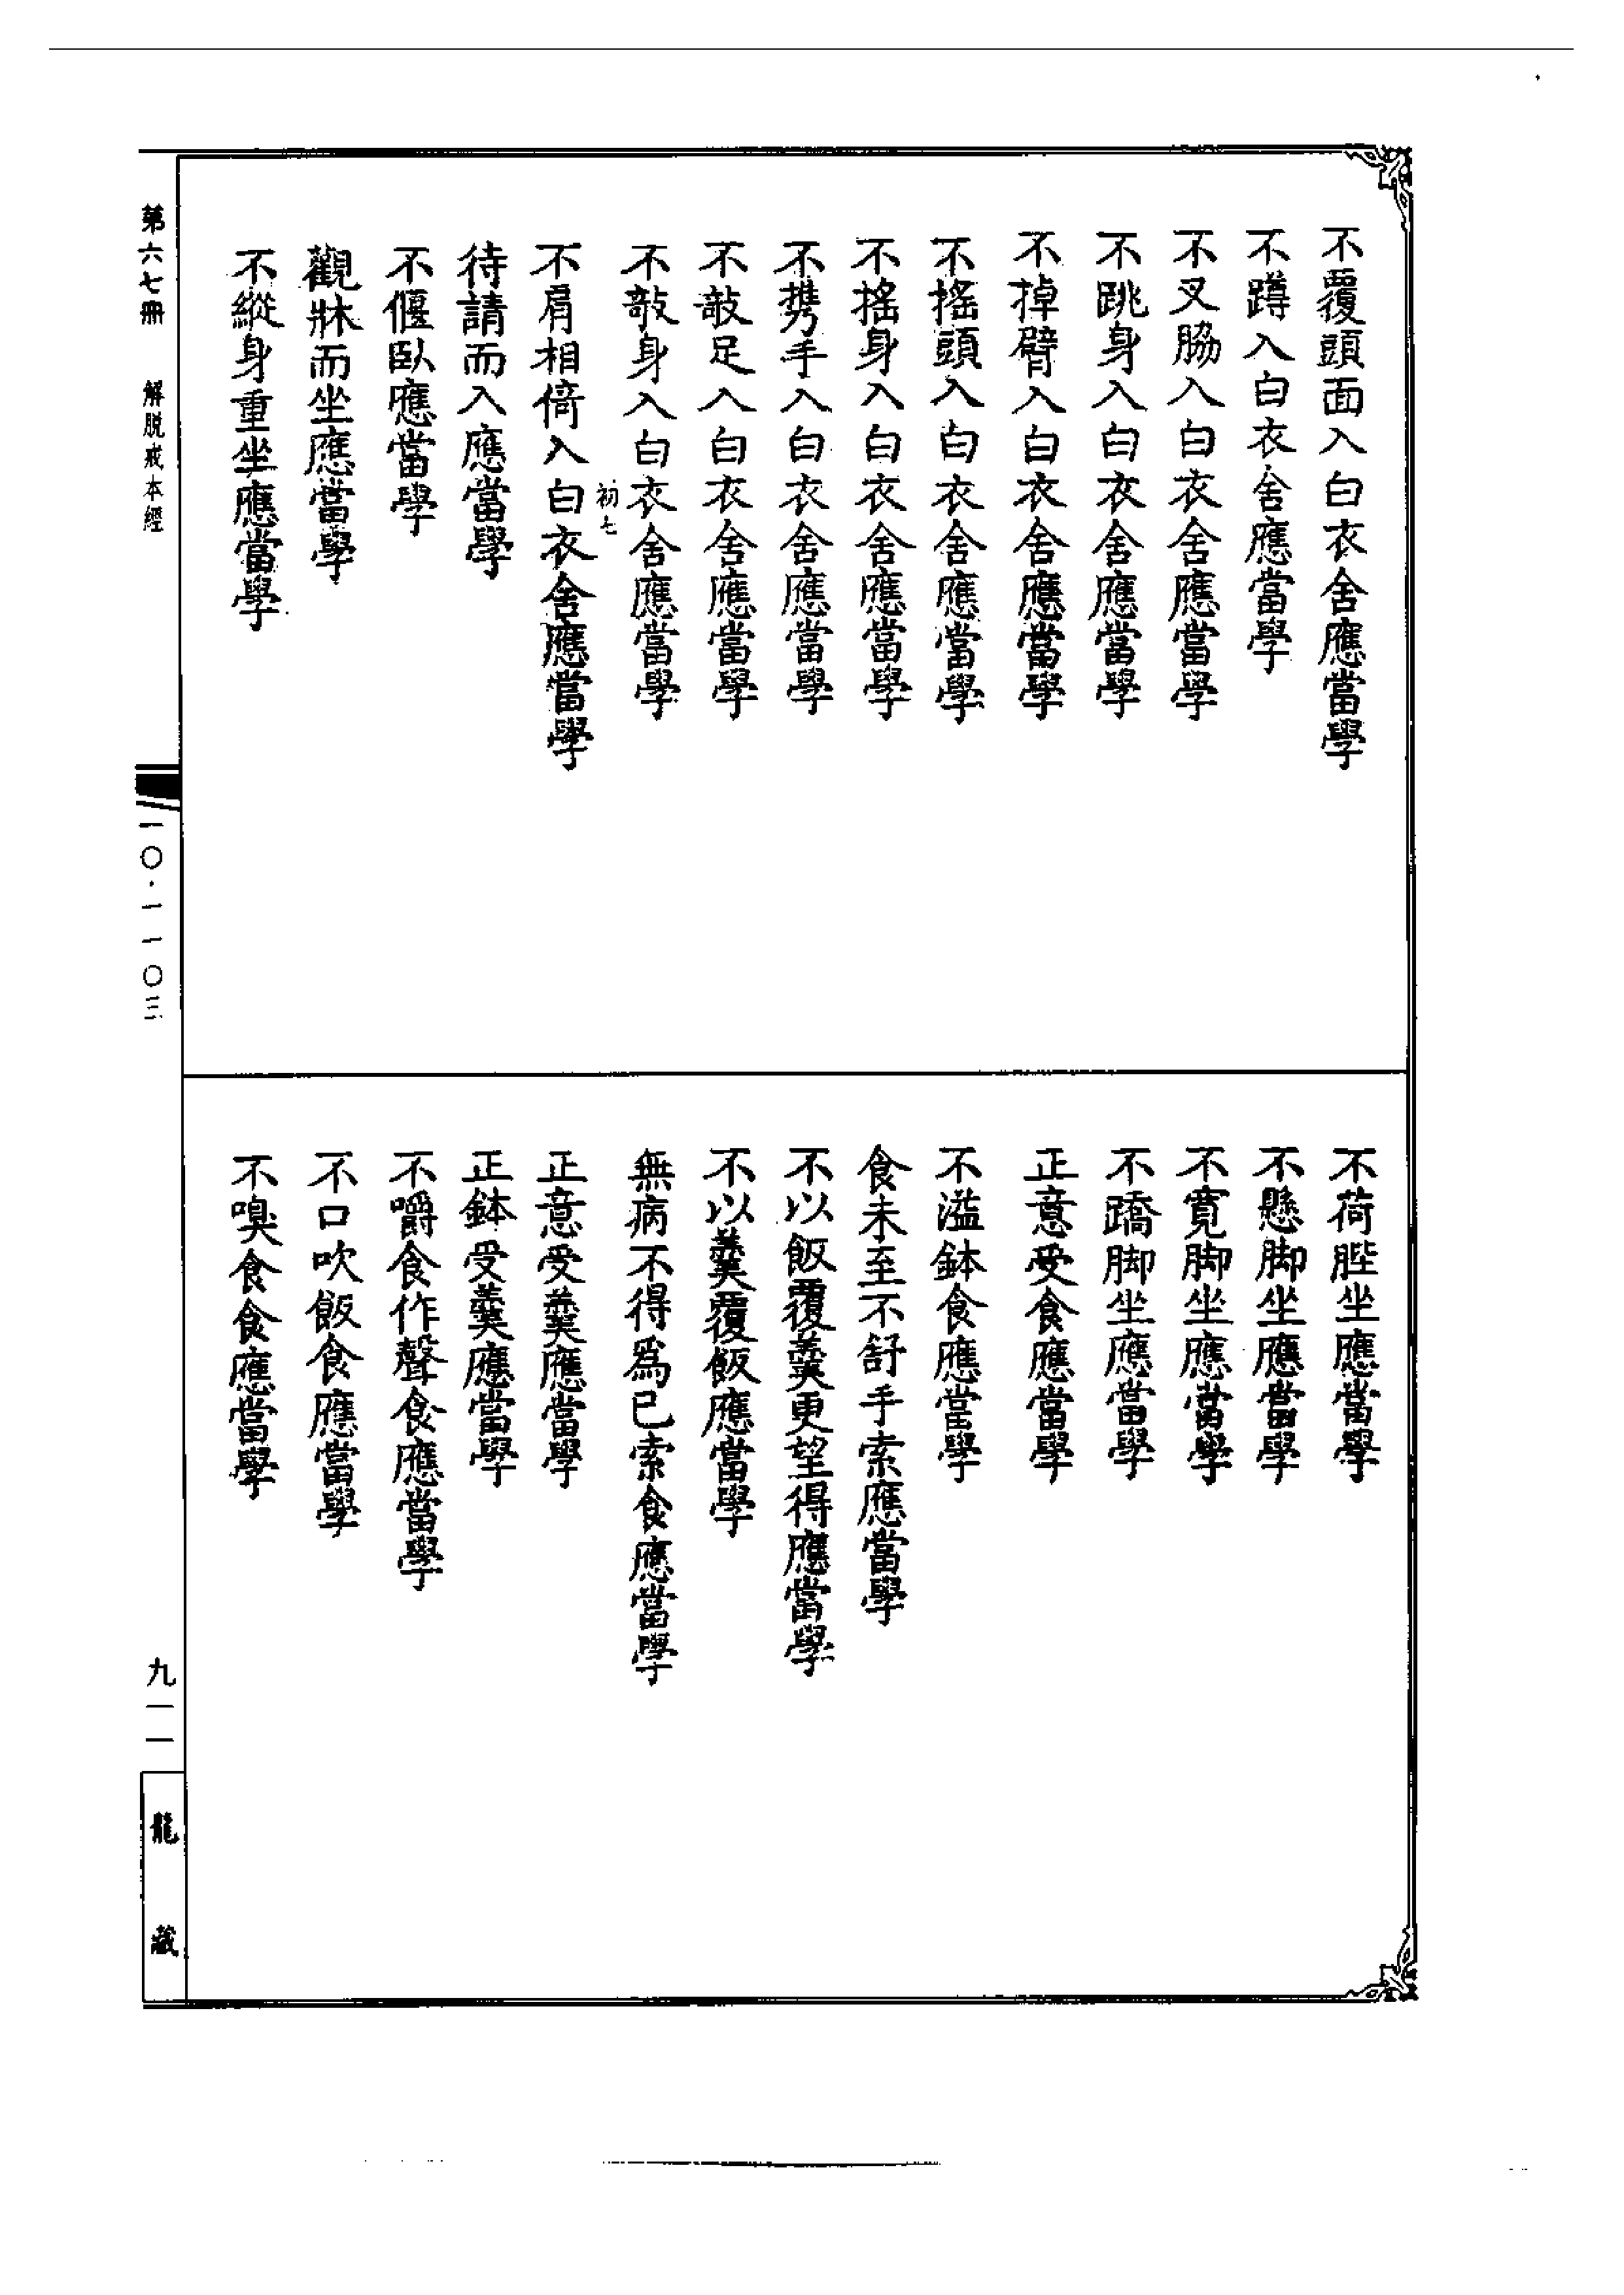 不覆頭面入白衣舍應當學
不蹲入白衣舍應當學
不叉脇入白衣舍應當學
不跳身入白衣舍應當學
不掉臂入白衣舍應當學
不搖頭入白衣舍應當學
不搖身入白衣舍應當學
不携手入白衣舍應當學
不敲足入白衣舍應當學
不敲身入白衣舍應當學
初七
不肩相倚入白衣舍應當學
待請而入應當學
不偃臥應當學
觀牀而坐應當學
不縱身重坐應當學
不荷䏶坐應當學
不懸脚坐應當學
不寬脚坐應當學
不蹻脚坐應當學
正意受食應當學
不溢鉢食應當學
食未至不舒手索應當學
不以飯覆羹更望得應當學
不以羹覆飯應當學
無病不得爲已索食應當學
正意受羹應當學
正鉢受羹應當學
不嚼食作聲食應當學
不口吹飯食應當學
不嗅食食應當學
第六七冊 解脱戒本經
一〇·一一〇三
九一一
龍藏